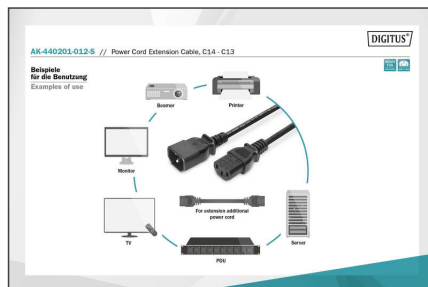 DIGITUS®
AK-440201-012-S // Power Cord Extension Cable, C14 - C13
Beispiele
für die Benutzung
Examples of use
Beamer
Printer
Monitor
For extension additional
power cord
TV
Server
PDU